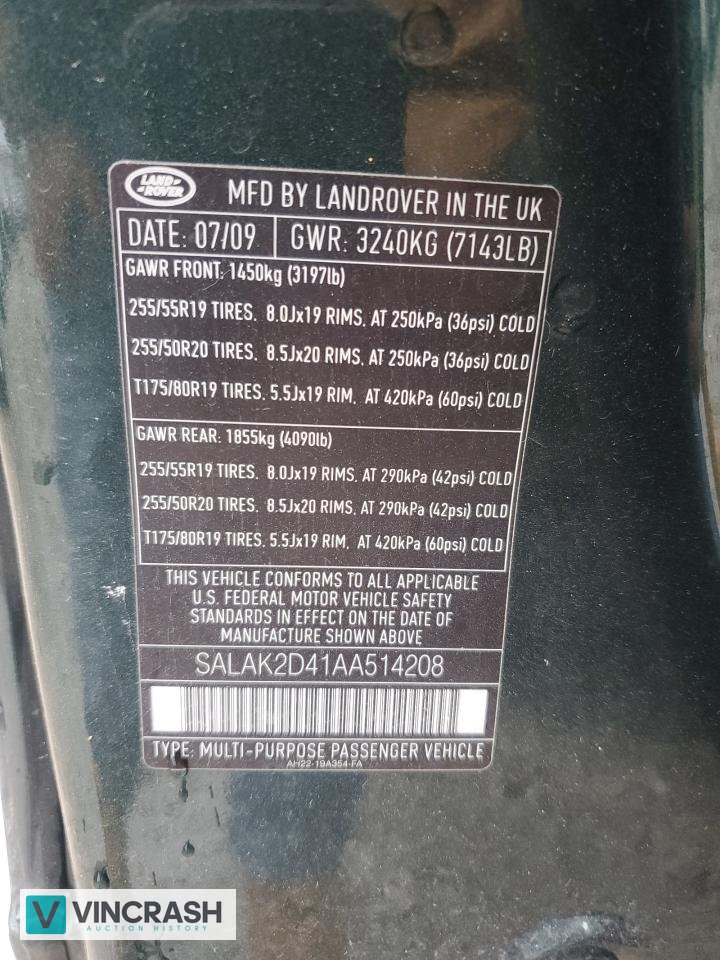 LAND ROVER
MFD BY LANDROVER IN THE UK
DATE: 07/09 GWR: 3240KG (7143LB)
GAWR FRONT: 1450kg (3197lb)
255/55R19 TIRES. 8.0Jx19 RIMS, AT 250kPa (36psi) COLD
255/50R20 TIRES. 8.5Jx20 RIMS, AT 250kPa (36psi) COLD
T175/80R19 TIRES. 5.5Jx19 RIM, AT 420kPa (60psi) COLD
GAWR REAR: 1855kg (4090lb)
255/55R19 TIRES. 8.0Jx19 RIMS, AT 290kPa (42psi) COLD
255/50R20 TIRES. 8.5Jx20 RIMS, AT 290kPa (42psi) COLD
T175/80R19 TIRES. 5.5Jx19 RIM, AT 420kPa (60psi) COLD
THIS VEHICLE CONFORMS TO ALL APPLICABLE
U.S. FEDERAL MOTOR VEHICLE SAFETY
STANDARDS IN EFFECT ON THE DATE OF
MANUFACTURE SHOWN ABOVE
SALAK2D41AA514208
TYPE: MULTI-PURPOSE PASSENGER VEHICLE
AH22-19A354-FA
V VINCRASH
AUCTION HISTORY